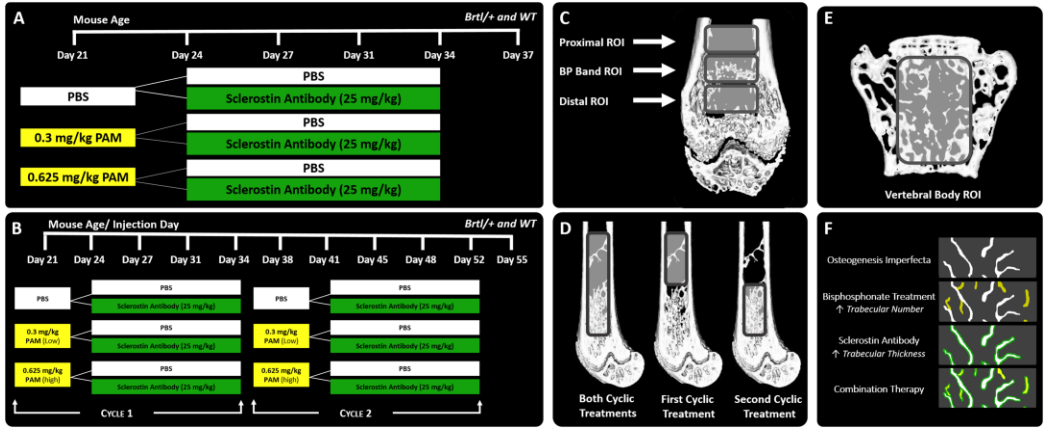 A
Mouse Age
Brtl/+ and WT
Day 21
Day 24
Day 27
Day 31
Day 34
Day 37
PBS
PBS
Sclerostin Antibody (25 mg/kg)
0.3 mg/kg PAM
PBS
Sclerostin Antibody (25 mg/kg)
0.625 mg/kg PAM
PBS
Sclerostin Antibody (25 mg/kg)
B
Mouse Age/ Injection Day
Brtl/+ and WT
Day 21
Day 24
Day 27
Day 31
Day 34
Day 38
Day 41
Day 45
Day 48
Day 52
Day 55
PBS
PBS
Sclerostin Antibody (25 mg/kg)
0.3 mg/kg
PAM (Low)
PBS
Sclerostin Antibody (25 mg/kg)
0.625 mg/kg
PAM (high)
PBS
Sclerostin Antibody (25 mg/kg)
CYCLE 1
PBS
PBS
Sclerostin Antibody (25 mg/kg)
0.3 mg/kg
PAM (Low)
PBS
Sclerostin Antibody (25 mg/kg)
0.625 mg/kg
PAM (high)
PBS
Sclerostin Antibody (25 mg/kg)
CYCLE 2
C
Proximal ROI
BP Band ROI
Distal ROI
D
Both Cyclic
Treatments
First Cyclic
Treatment
Second Cyclic
Treatment
E
Vertebral Body ROI
F
Osteogenesis Imperfecta
Bisphosphonate Treatment
↑ Trabecular Number
Sclerostin Antibody
↑ Trabecular Thickness
Combination Therapy